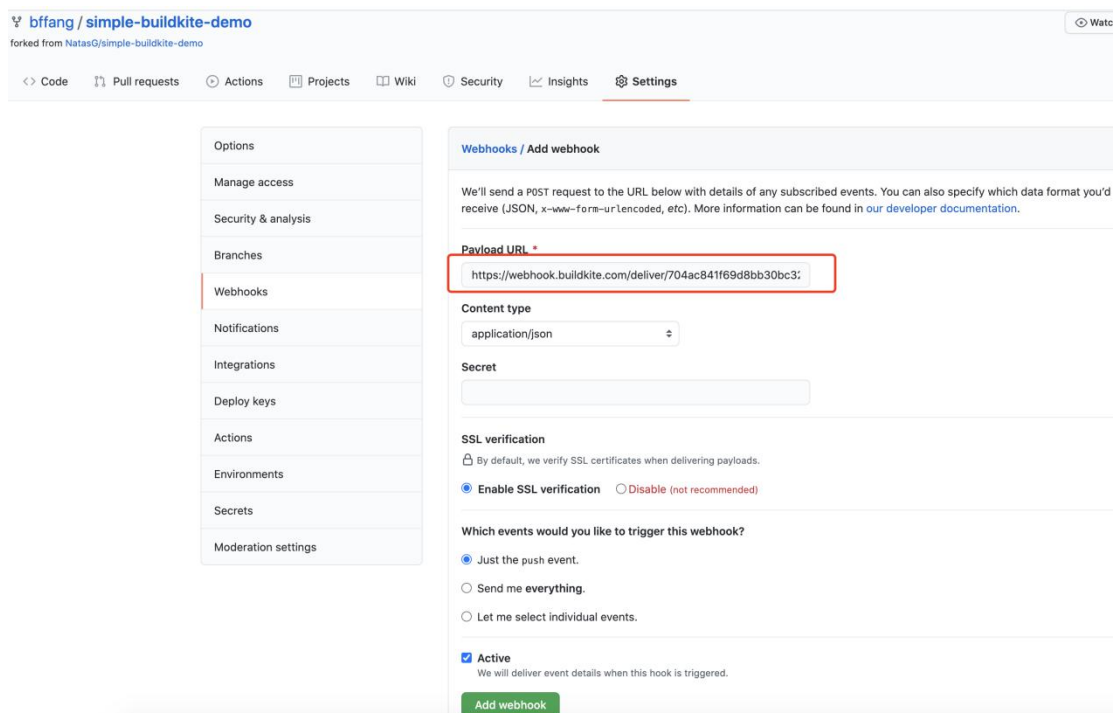 bffang / simple-buildkite-demo
Watc
forked from NatasG/simple-buildkite-demo
<> Code Pull requests Actions Projects Wiki Security Insights Settings
Options
Manage access
Security & analysis
Branches
Webhooks
Notifications
Integrations
Deploy keys
Actions
Environments
Secrets
Moderation settings
Webhooks / Add webhook
We'll send a POST request to the URL below with details of any subscribed events. You can also specify which data format you'd
receive (JSON, x-www-form-urlencoded, etc). More information can be found in our developer documentation.
Payload URL *
https://webhook.buildkite.com/deliver/704ac841f69d8bb30bc32
Content type
application/json
Secret
SSL verification
By default, we verify SSL certificates when delivering payloads.
Enable SSL verification Disable (not recommended)
Which events would you like to trigger this webhook?
Just the push event.
Send me everything.
Let me select individual events.
Active
We will deliver event details when this hook is triggered.
Add webhook